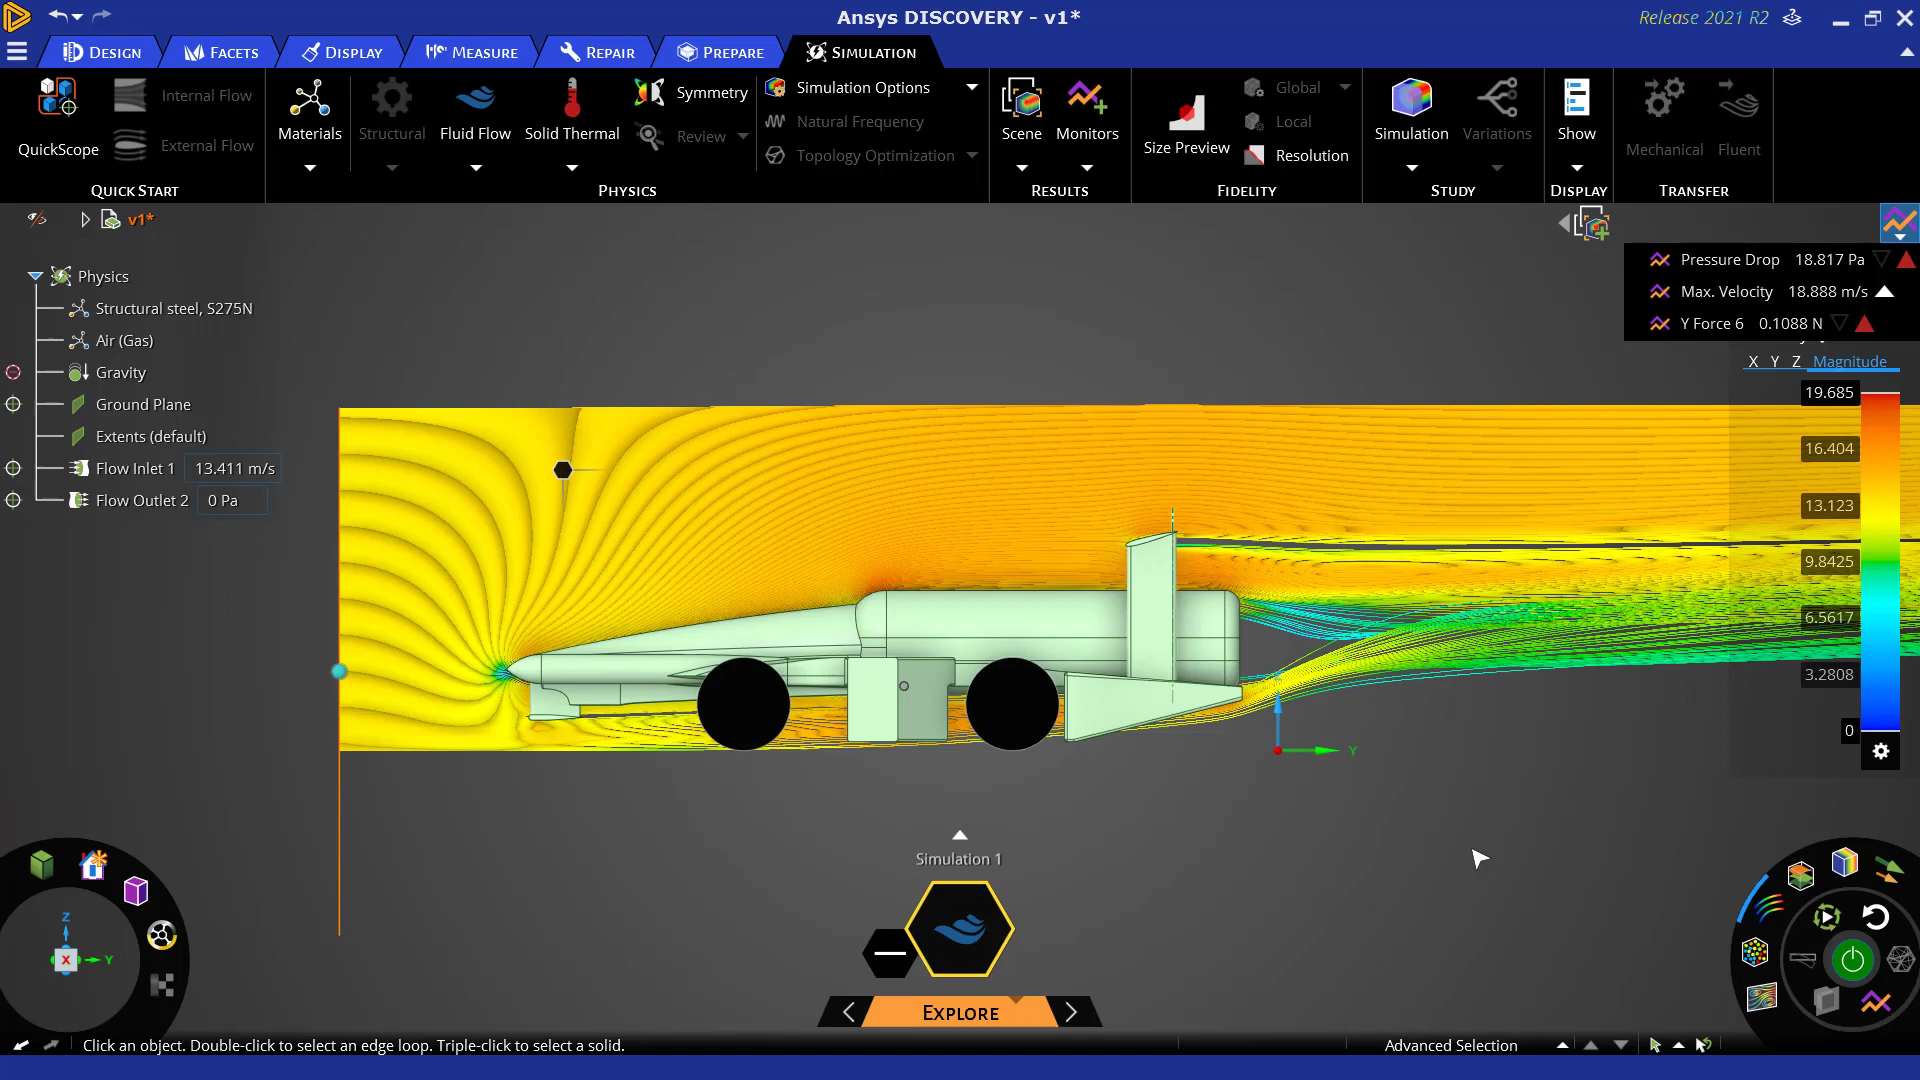 Ansys DISCOVERY - v1*
Release 2021 R2
DESIGN
FACETS
DISPLAY
MEASURE
REPAIR
PREPARE
SIMULATION
QuickScope
Internal Flow
External Flow
QUICK START
Materials
Structural
Fluid Flow
Solid Thermal
Symmetry
Review
Simulation Options
Natural Frequency
Topology Optimization
PHYSICS
Scene
Monitors
RESULTS
Size Preview
Global
Local
Resolution
FIDELITY
Simulation
Variations
STUDY
Show
DISPLAY
Mechanical
Fluent
TRANSFER
v1*
Physics
Structural steel, S275N
Air (Gas)
Gravity
Ground Plane
Extents (default)
Flow Inlet 1 13.411 m/s
Flow Outlet 2 0 Pa
Pressure Drop 18.817 Pa
Max. Velocity 18.888 m/s
Y Force 6 0.1088 N
X Y Z Magnitude
19.685
16.404
13.123
9.8425
6.5617
3.2808
0
Y
Simulation 1
Z
X
Y
EXPLORE
Click an object. Double-click to select an edge loop. Triple-click to select a solid.
Advanced Selection